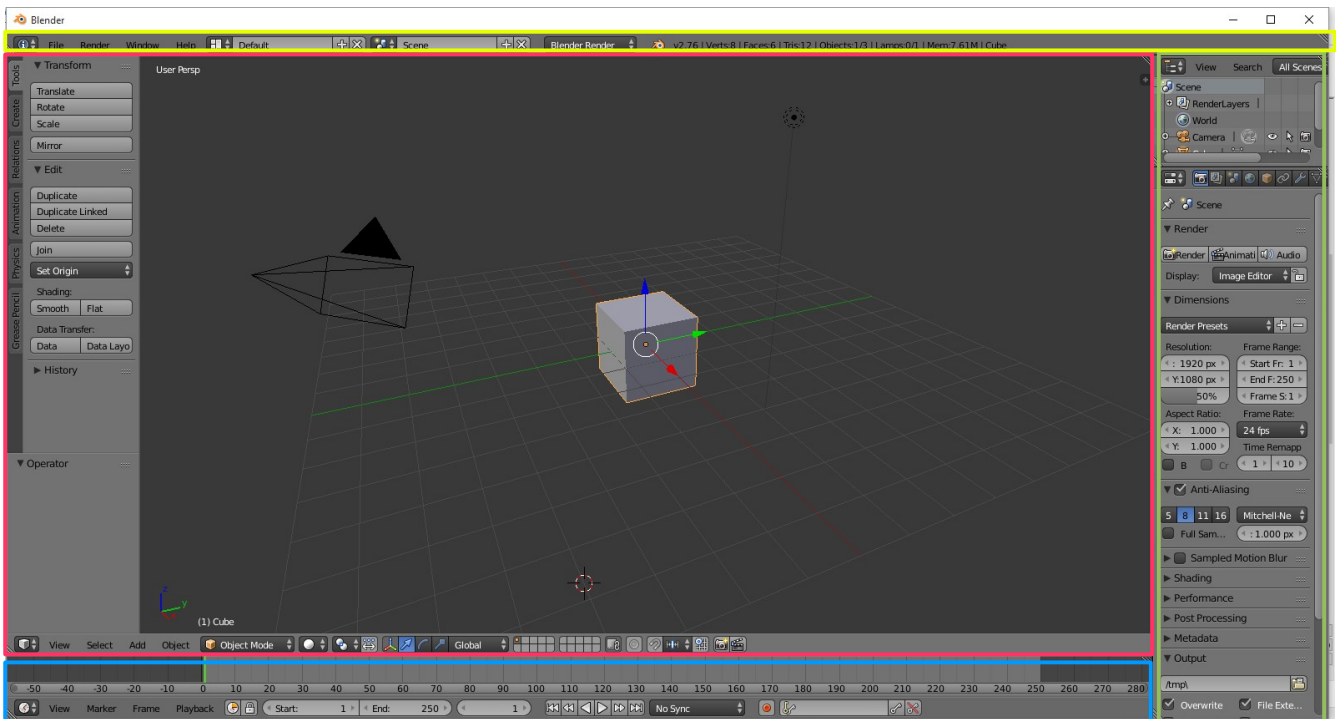 Blender
File Render Window Help Default Scene Blender Render v2.76 | Verts:8 | Faces:6 | Tris:12 | Objects:1/3 | Lamps:0/1 | Mem:7.61M | Cube
Tools
Create
Relations
Animation
Physics
Grease Pencil
Transform
Translate
Rotate
Scale
Mirror
Edit
Duplicate
Duplicate Linked
Delete
Join
Set Origin
Shading:
Smooth Flat
Data Transfer:
Data Data Layo
History
Operator
User Persp
z
y
(1) Cube
View Select Add Object Object Mode Global
-50 -40 -30 -20 -10 0 10 20 30 40 50 60 70 80 90 100 110 120 130 140 150 160 170 180 190 200 210 220 230 240 250 260 270 280
View Marker Frame Playback Start: 1 End: 250 1 No Sync
View Search All Scenes
Scene
RenderLayers |
World
Camera |
Scene
Render
Render Animati Audio
Display: Image Editor
Dimensions
Render Presets
Resolution: Frame Range:
: 1920 px Start Fr: 1
Y:1080 px End F:250
50% Frame S:1
Aspect Ratio: Frame Rate:
X: 1.000 24 fps
Y: 1.000 Time Remapp
B Cr 1 10
Anti-Aliasing
5 8 11 16 Mitchell-Ne
Full Sam... : 1.000 px
Sampled Motion Blur
Shading
Performance
Post Processing
Metadata
Output
/tmp\
Overwrite File Exte...